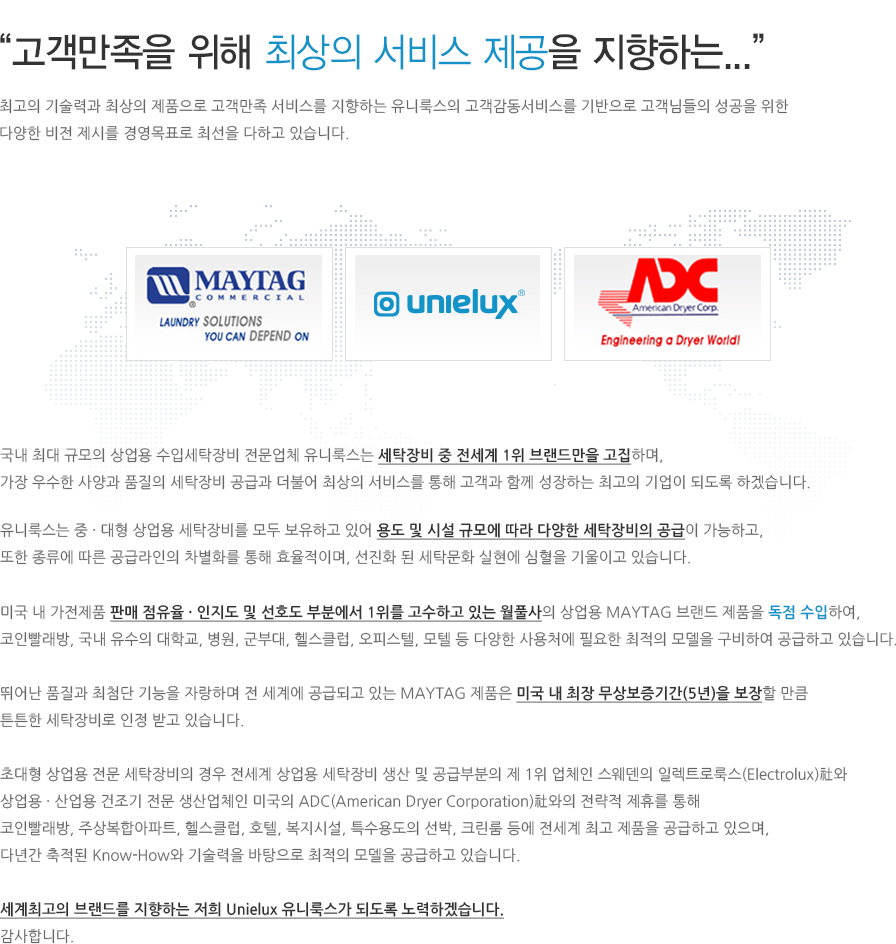 “고객만족을 위해 최상의 서비스 제공을 지향하는...”
최고의 기술력과 최상의 제품으로 고객만족 서비스를 지향하는 유니룩스의 고객감동서비스를 기반으로 고객님들의 성공을 위한
다양한 비전 제시를 경영목표로 최선을 다하고 있습니다.
MAYTAG
® COMMERCIAL
LAUNDRY SOLUTIONS
YOU CAN DEPEND ON
unielux®
ADC
American Dryer Corp.
Engineering a Dryer World!
국내 최대 규모의 상업용 수입세탁장비 전문업체 유니룩스는 세탁장비 중 전세계 1위 브랜드만을 고집하며,
가장 우수한 사양과 품질의 세탁장비 공급과 더불어 최상의 서비스를 통해 고객과 함께 성장하는 최고의 기업이 되도록 하겠습니다.
유니룩스는 중 · 대형 상업용 세탁장비를 모두 보유하고 있어 용도 및 시설 규모에 따라 다양한 세탁장비의 공급이 가능하고,
또한 종류에 따른 공급라인의 차별화를 통해 효율적이며, 선진화 된 세탁문화 실현에 심혈을 기울이고 있습니다.
미국 내 가전제품 판매 점유율 · 인지도 및 선호도 부분에서 1위를 고수하고 있는 월풀사의 상업용 MAYTAG 브랜드 제품을 독점 수입하여,
코인빨래방, 국내 유수의 대학교, 병원, 군부대, 헬스클럽, 오피스텔, 모텔 등 다양한 사용처에 필요한 최적의 모델을 구비하여 공급하고 있습니다.
뛰어난 품질과 최첨단 기능을 자랑하며 전 세계에 공급되고 있는 MAYTAG 제품은 미국 내 최장 무상보증기간(5년)을 보장할 만큼
튼튼한 세탁장비로 인정 받고 있습니다.
초대형 상업용 전문 세탁장비의 경우 전세계 상업용 세탁장비 생산 및 공급부분의 제 1위 업체인 스웨덴의 일렉트로룩스(Electrolux)社와
상업용 · 산업용 건조기 전문 생산업체인 미국의 ADC(American Dryer Corporation)社와의 전략적 제휴를 통해
코인빨래방, 주상복합아파트, 헬스클럽, 호텔, 복지시설, 특수용도의 선박, 크린룸 등에 전세계 최고 제품을 공급하고 있으며,
다년간 축적된 Know-How와 기술력을 바탕으로 최적의 모델을 공급하고 있습니다.
세계최고의 브랜드를 지향하는 저희 Unielux 유니룩스가 되도록 노력하겠습니다.
감사합니다.